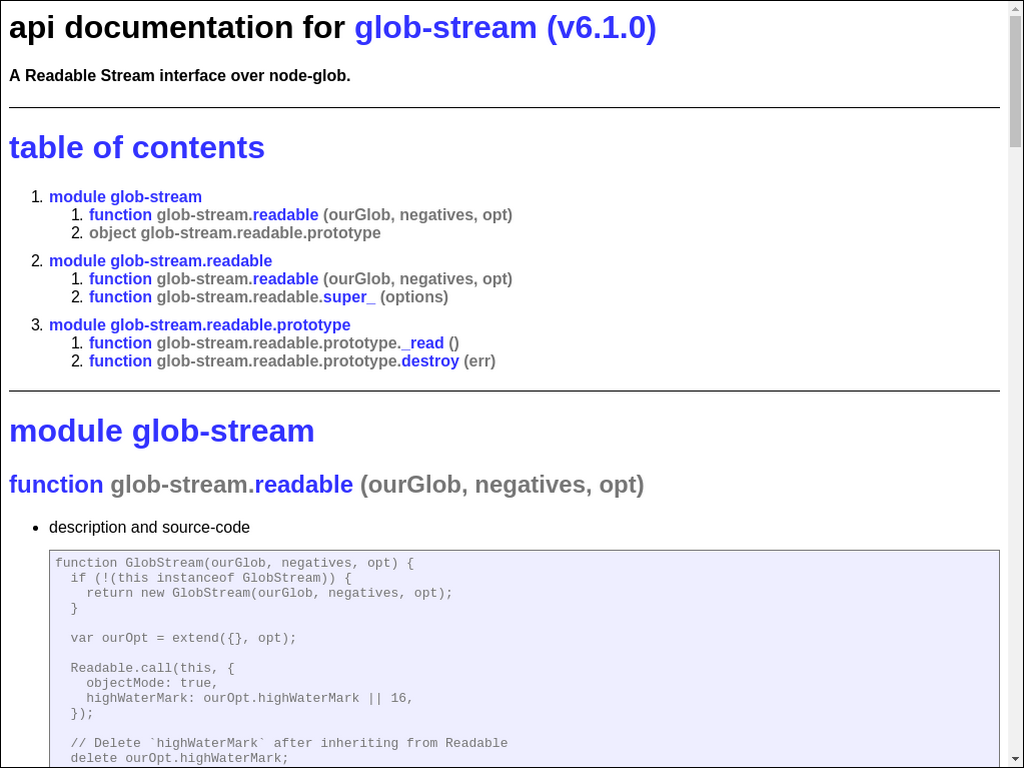 api documentation for glob-stream (v6.1.0)
A Readable Stream interface over node-glob.
table of contents
1. module glob-stream
1. function glob-stream.readable (ourGlob, negatives, opt)
2. object glob-stream.readable.prototype
2. module glob-stream.readable
1. function glob-stream.readable (ourGlob, negatives, opt)
2. function glob-stream.readable.super_ (options)
3. module glob-stream.readable.prototype
1. function glob-stream.readable.prototype._read ()
2. function glob-stream.readable.prototype.destroy (err)
module glob-stream
function glob-stream.readable (ourGlob, negatives, opt)
• description and source-code
function GlobStream(ourGlob, negatives, opt) {
  if (!(this instanceof GlobStream)) {
    return new GlobStream(ourGlob, negatives, opt);
  }
  var ourOpt = extend({}, opt);
  Readable.call(this, {
    objectMode: true,
    highWaterMark: ourOpt.highWaterMark || 16,
  });
  // Delete `highWaterMark` after inheriting from Readable
  delete ourOpt.highWaterMark;